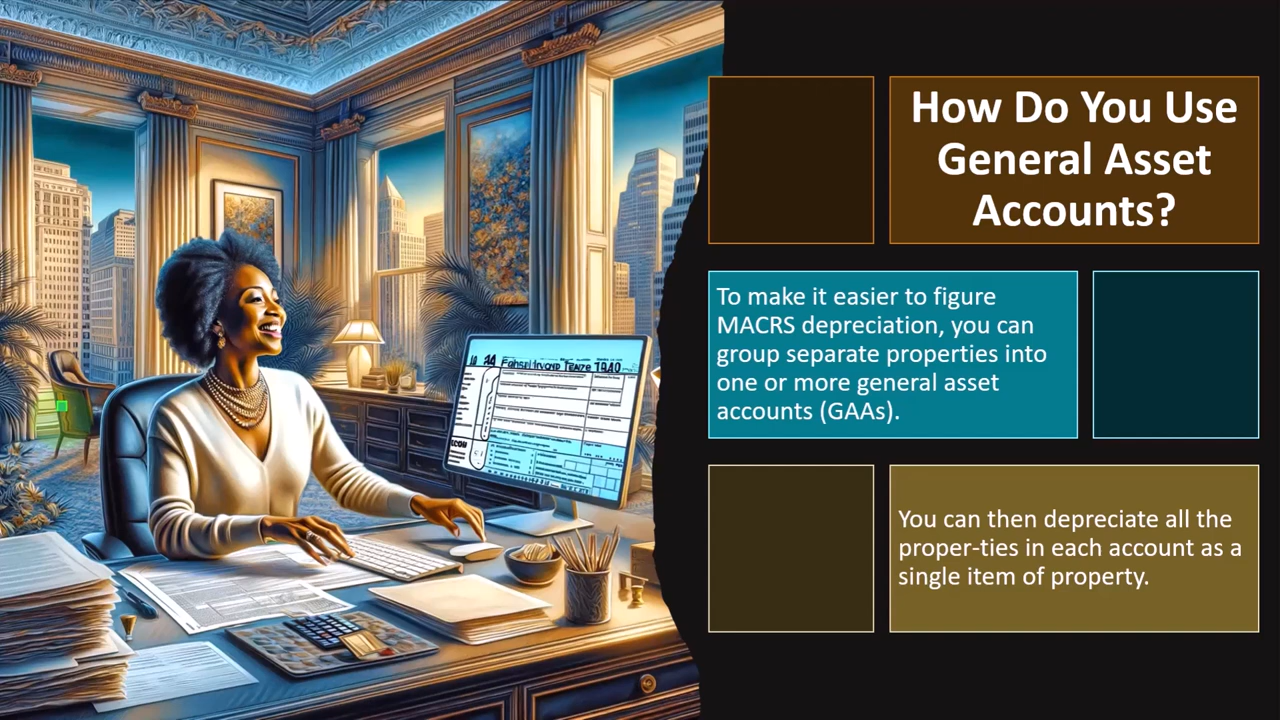 How Do You Use
General Asset
Accounts?
To make it easier to figure
MACRS depreciation, you can
group separate properties into
one or more general asset
accounts (GAAs).
You can then depreciate all the
proper-ties in each account as a
single item of property.